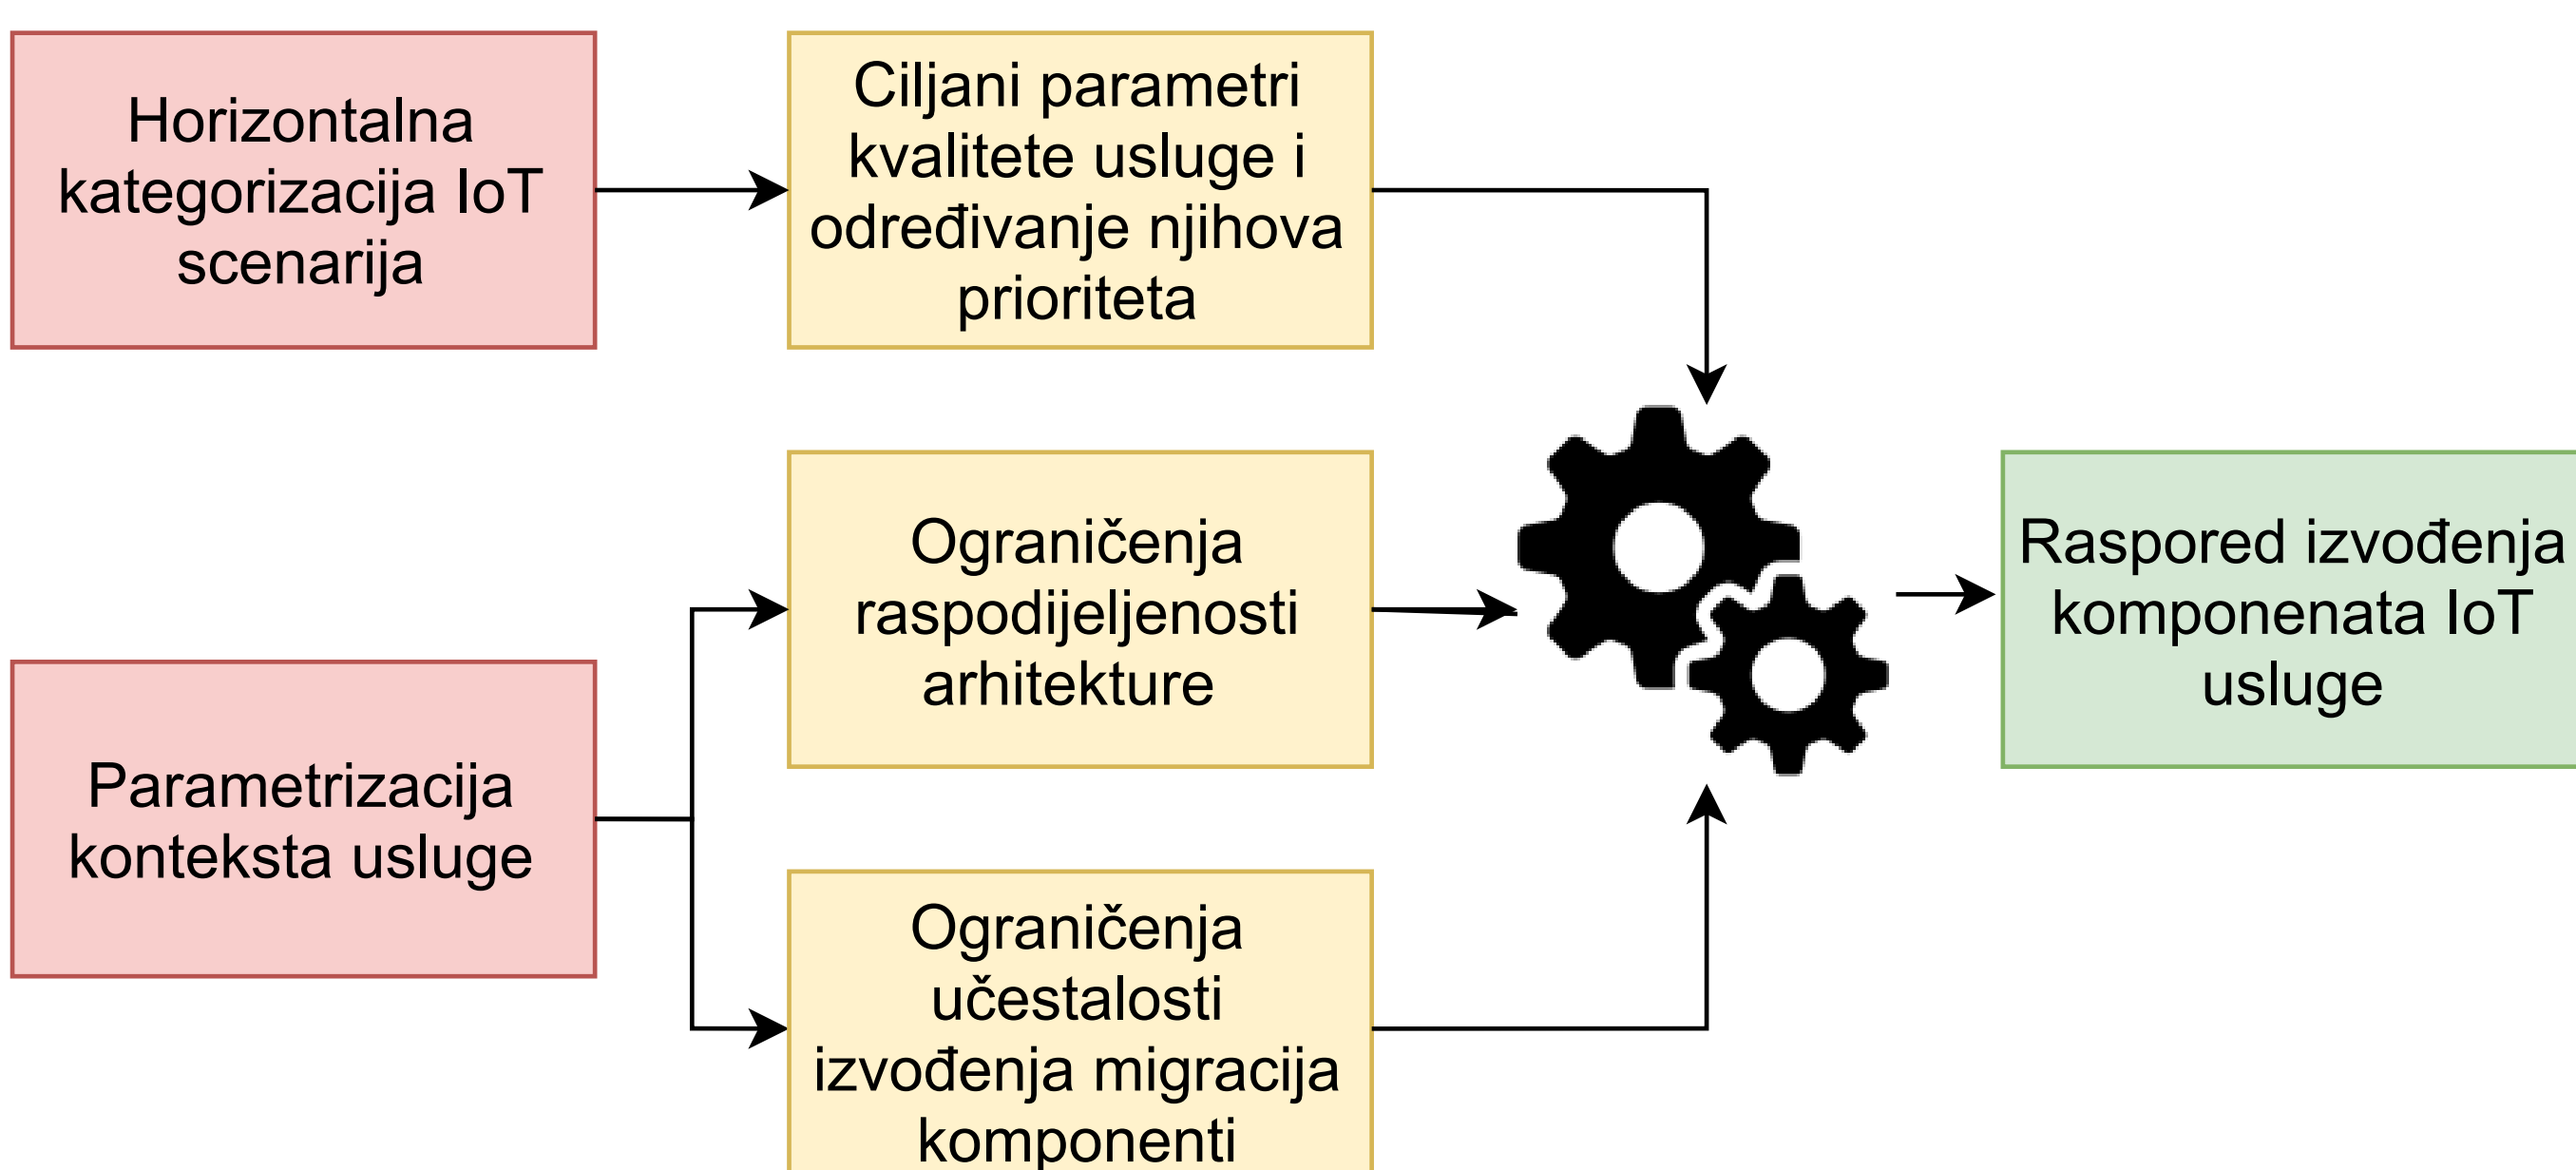 Horizontalna
kategorizacija IoT
scenarija
Ciljani parametri
kvalitete usluge i
određivanje njihova
prioriteta
Ograničenja
raspodijeljenosti
arhitekture
Raspored izvođenja
komponenata IoT
usluge
Parametrizacija
konteksta usluge
Ograničenja
učestalosti
izvođenja migracija
komponenti